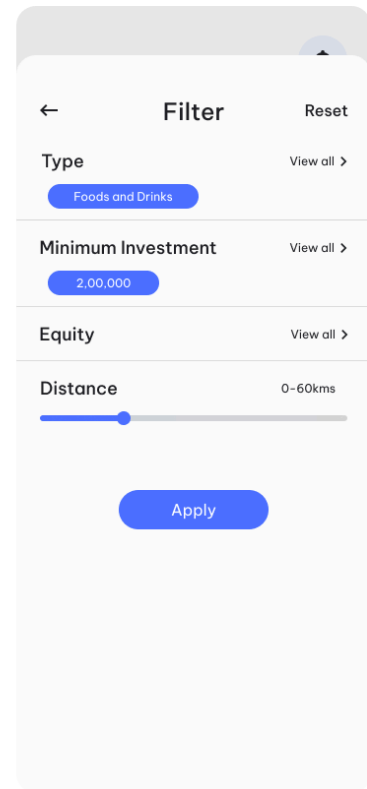 Filter Reset
Type View all
Foods and Drinks
Minimum Investment View all
2,00,000
Equity View all
Distance 0-60kms
Apply